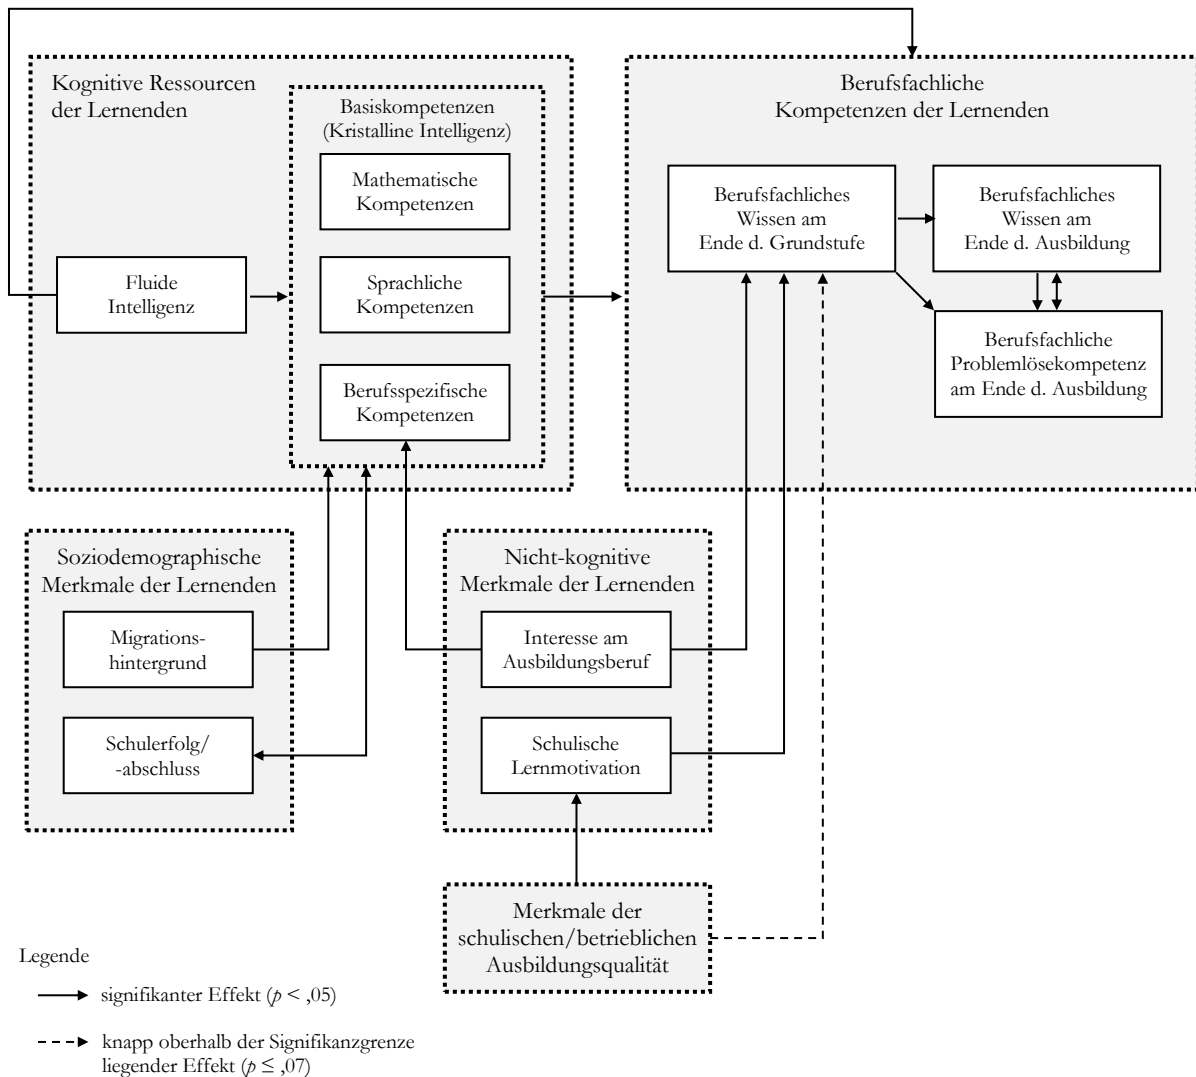 Kognitive Ressourcen
der Lernenden
Basiskompetenzen
(Kristalline Intelligenz)
Mathematische
Kompetenzen
Fluide
Intelligenz
Sprachliche
Kompetenzen
Berufsspezifische
Kompetenzen
Berufsfachliche
Kompetenzen der Lernenden
Berufsfachliches
Wissen am
Ende d. Grundstufe
Berufsfachliches
Wissen am
Ende d. Ausbildung
Berufsfachliche
Problemlösekompetenz
am Ende d. Ausbildung
Soziodemographische
Merkmale der Lernenden
Migrations-
hintergrund
Schulerfolg/
-abschluss
Nicht-kognitive
Merkmale der Lernenden
Interesse am
Ausbildungsberuf
Schulische
Lernmotivation
Merkmale der
schulischen/betrieblichen
Ausbildungsqualität
Legende
signifikanter Effekt (p < ,05)
knapp oberhalb der Signifikanzgrenze
liegender Effekt (p ≤ ,07)